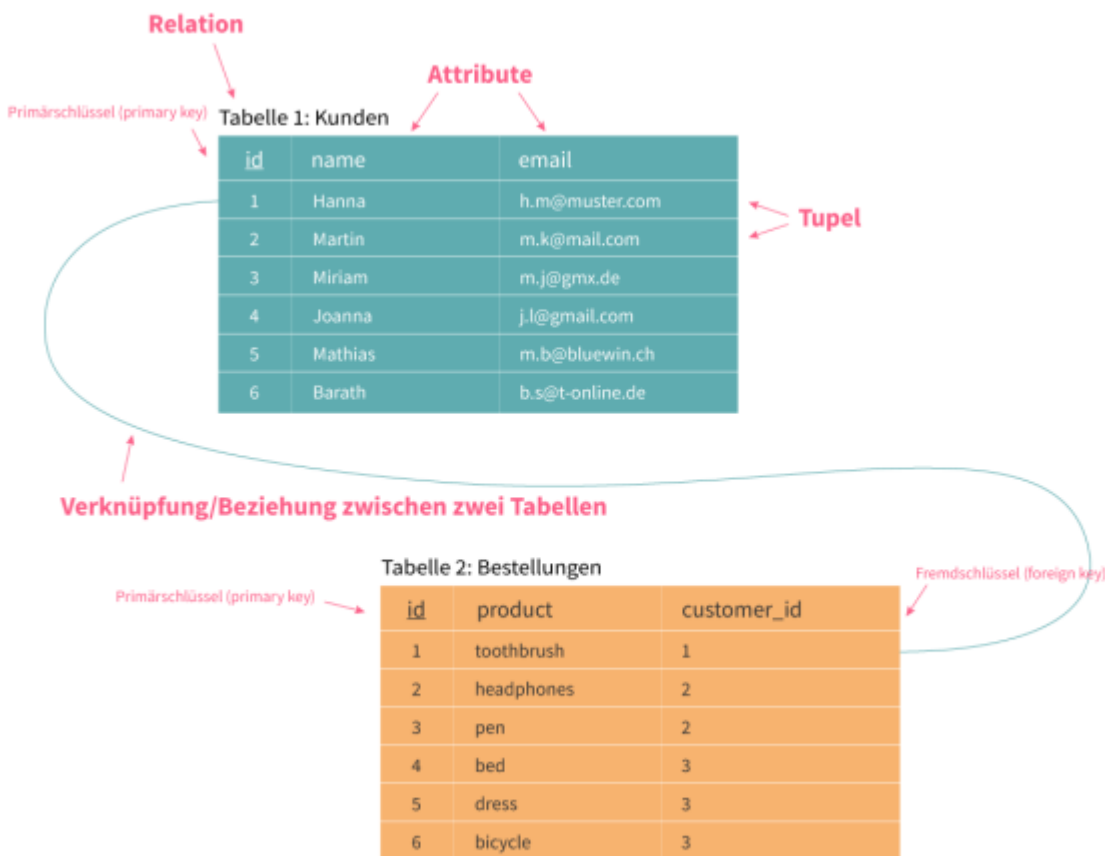 Relation
Attribute
Primärschlüssel (primary key)
Tabelle 1: Kunden
id name email
1 Hanna h.m@muster.com
Tupel
2 Martin m.k@mail.com
3 Miriam m.j@gmx.de
4 Joanna j.l@gmail.com
5 Mathias m.b@bluewin.ch
6 Barath b.s@t-online.de
Verknüpfung/Beziehung zwischen zwei Tabellen
Tabelle 2: Bestellungen
Fremdschlüssel (foreign key)
Primärschlüssel (primary key)
id product customer_id
1 toothbrush 1
2 headphones 2
3 pen 2
4 bed 3
5 dress 3
6 bicycle 3